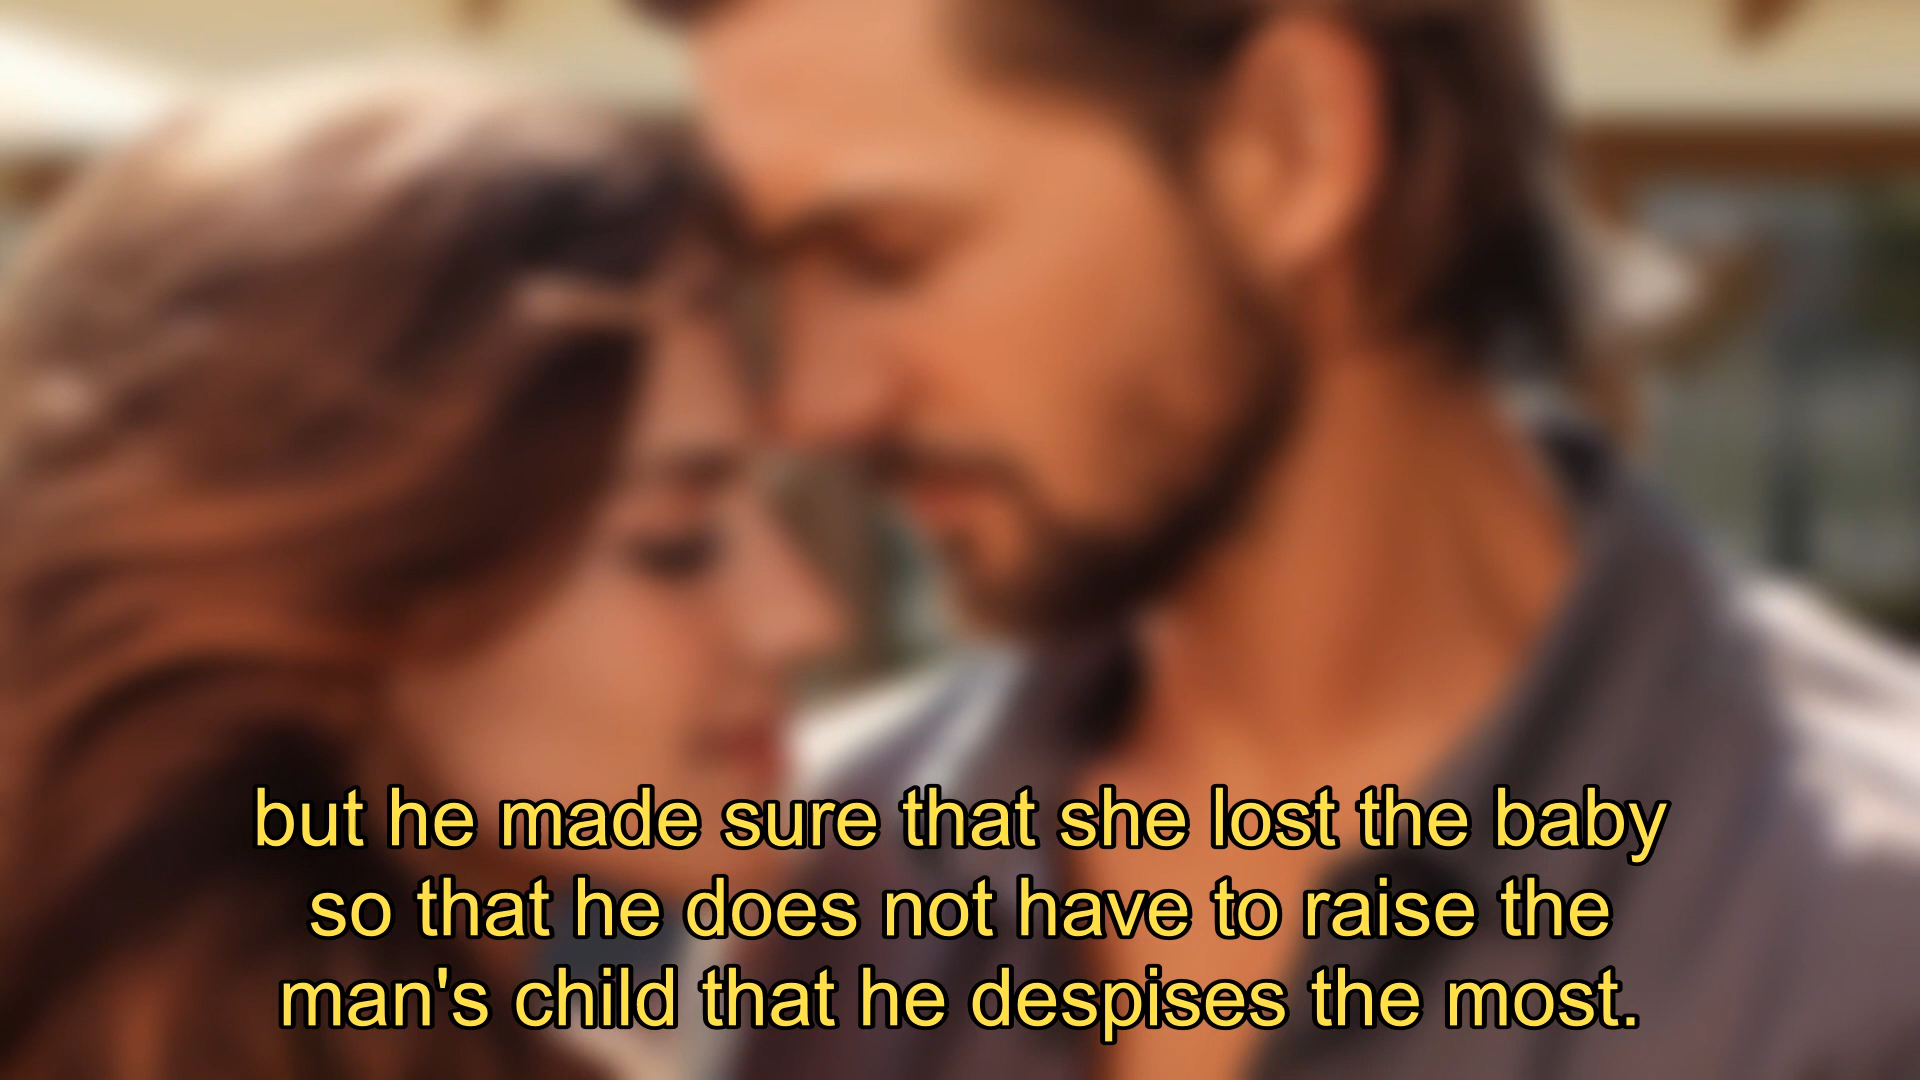 but he made sure that she lost the baby
so that he does not have to raise the
man's child that he despises the most.